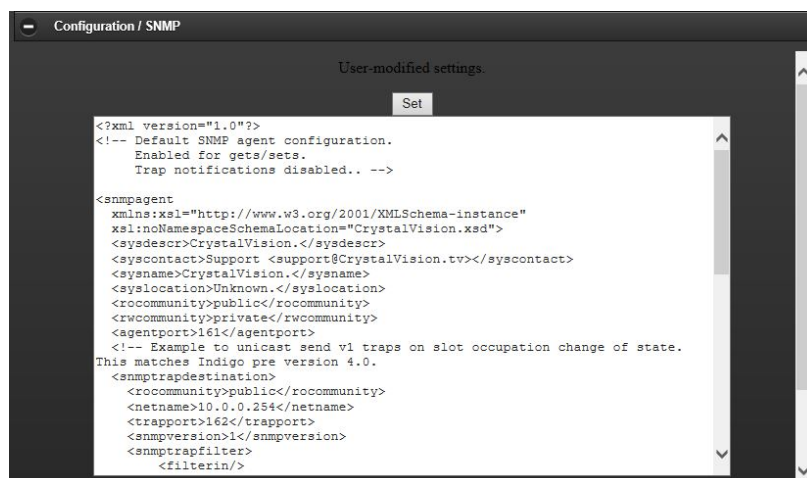 Configuration / SNMP
User-modified settings.
Set
<?xml version="1.0"?>
<!-- Default SNMP agent configuration.
Enabled for gets/sets.
Trap notifications disabled.. -->
<snmpagent
xmlns:xsl="http://www.w3.org/2001/XMLSchema-instance"
xsl:noNamespaceSchemaLocation="CrystalVision.xsd">
<sysdescr>CrystalVision.</sysdescr>
<syscontact>Support <support@CrystalVision.tv></syscontact>
<sysname>CrystalVision.</sysname>
<syslocation>Unknown.</syslocation>
<rocommunity>public</rocommunity>
<rwcommunity>private</rwcommunity>
<agentport>161</agentport>
<!-- Example to unicast send v1 traps on slot occupation change of state.
This matches Indigo pre version 4.0.
<snmptrapdestination>
<rocommunity>public</rocommunity>
<netname>10.0.0.254</netname>
<trapport>162</trapport>
<snmpversion>1</snmpversion>
<snmptrapfilter>
<filterin/>